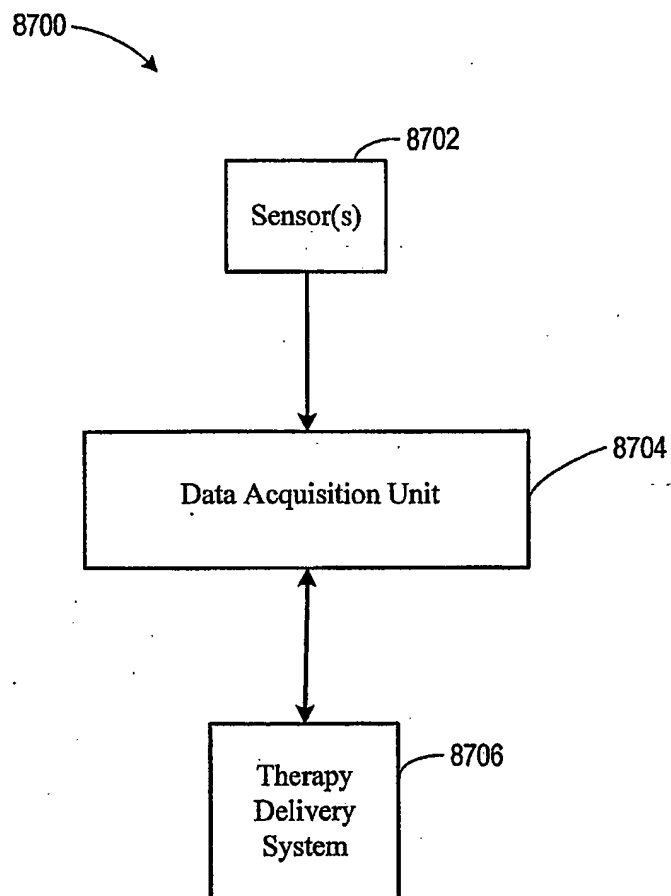 8700
8702
Sensor(s)
8704
Data Acquisition Unit
8706
Therapy
Delivery
System